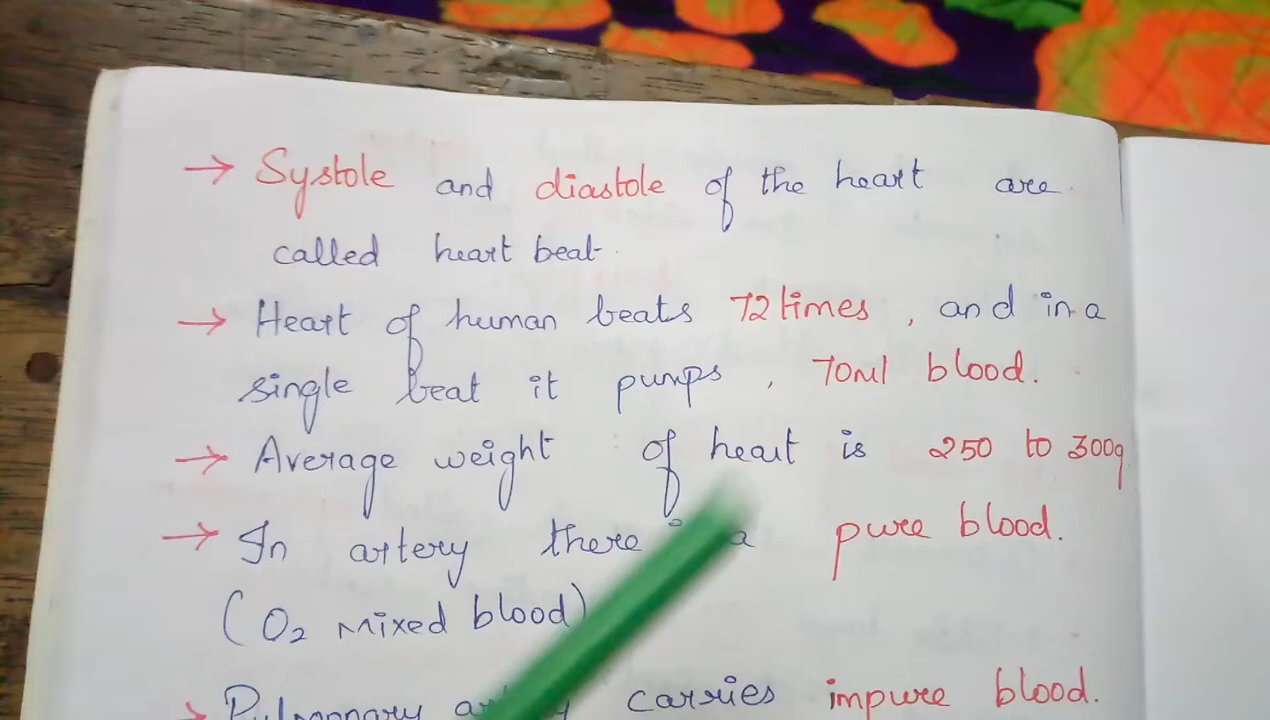 → Systole and diastole of the heart are
called heart beat.
→ Heart of human beats 72 times, and in a
single beat it pumps, 70ml blood.
→ Average weight of heart is 250 to 300g
→ In artery there a pure blood.
(O₂ mixed blood)
→ Pulmonary carries impure blood.